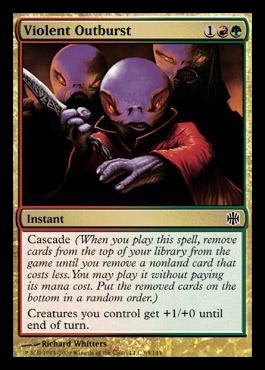 Violent Outburst 1
Instant
Cascade (When you play this spell, remove
cards from the top of your library from the
game until you remove a nonland card that
costs less. You may play it without paying
its mana cost. Put the removed cards on the
bottom in a random order.)
Creatures you control get +1/+0 until
end of turn.
Richard Whitters